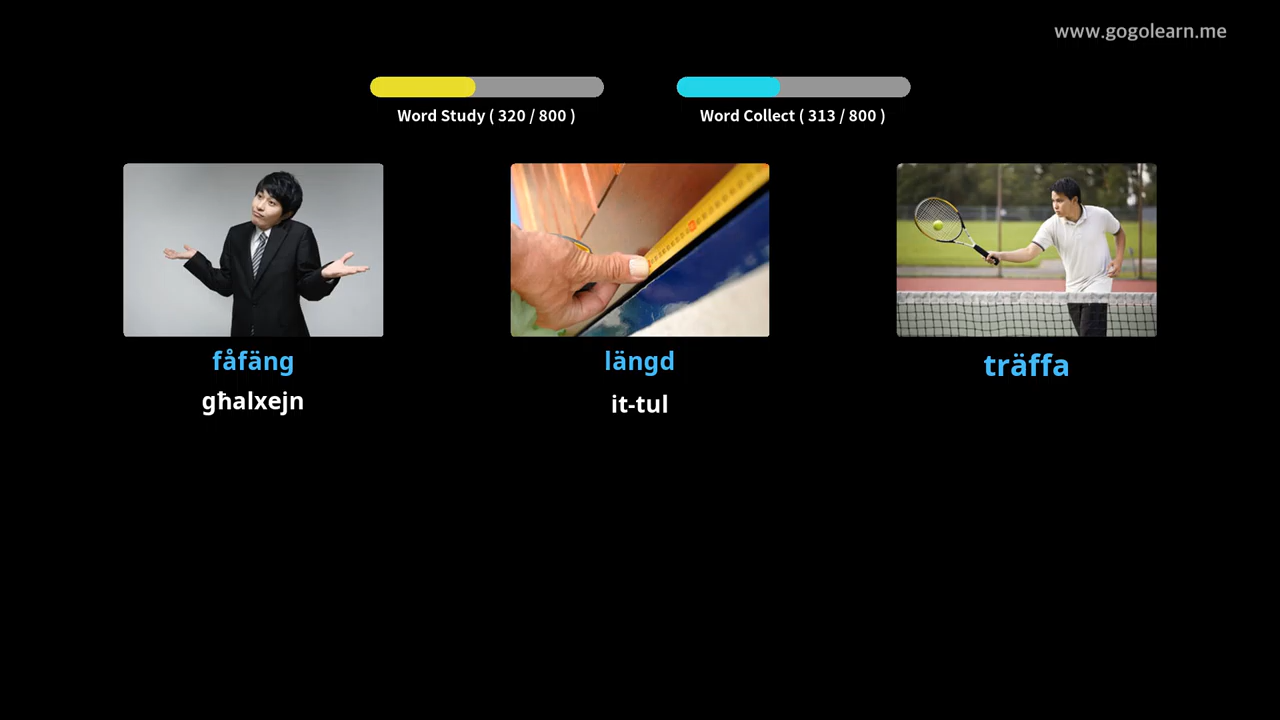 www.gogolearn.me
Word Study ( 320 / 800 )
Word Collect ( 313 / 800 )
fåfäng
längd
träffa
għalxejn
it-tul